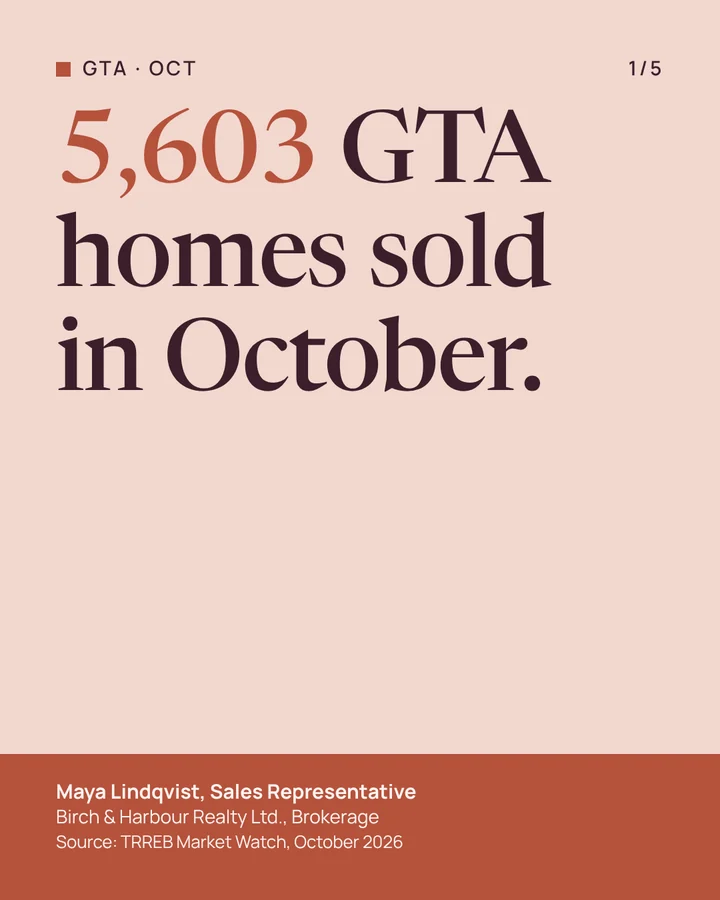 GTA · OCT
1/5
5,603 GTA
homes sold
in October.
Maya Lindqvist, Sales Representative
Birch & Harbour Realty Ltd., Brokerage
Source: TRREB Market Watch, October 2026